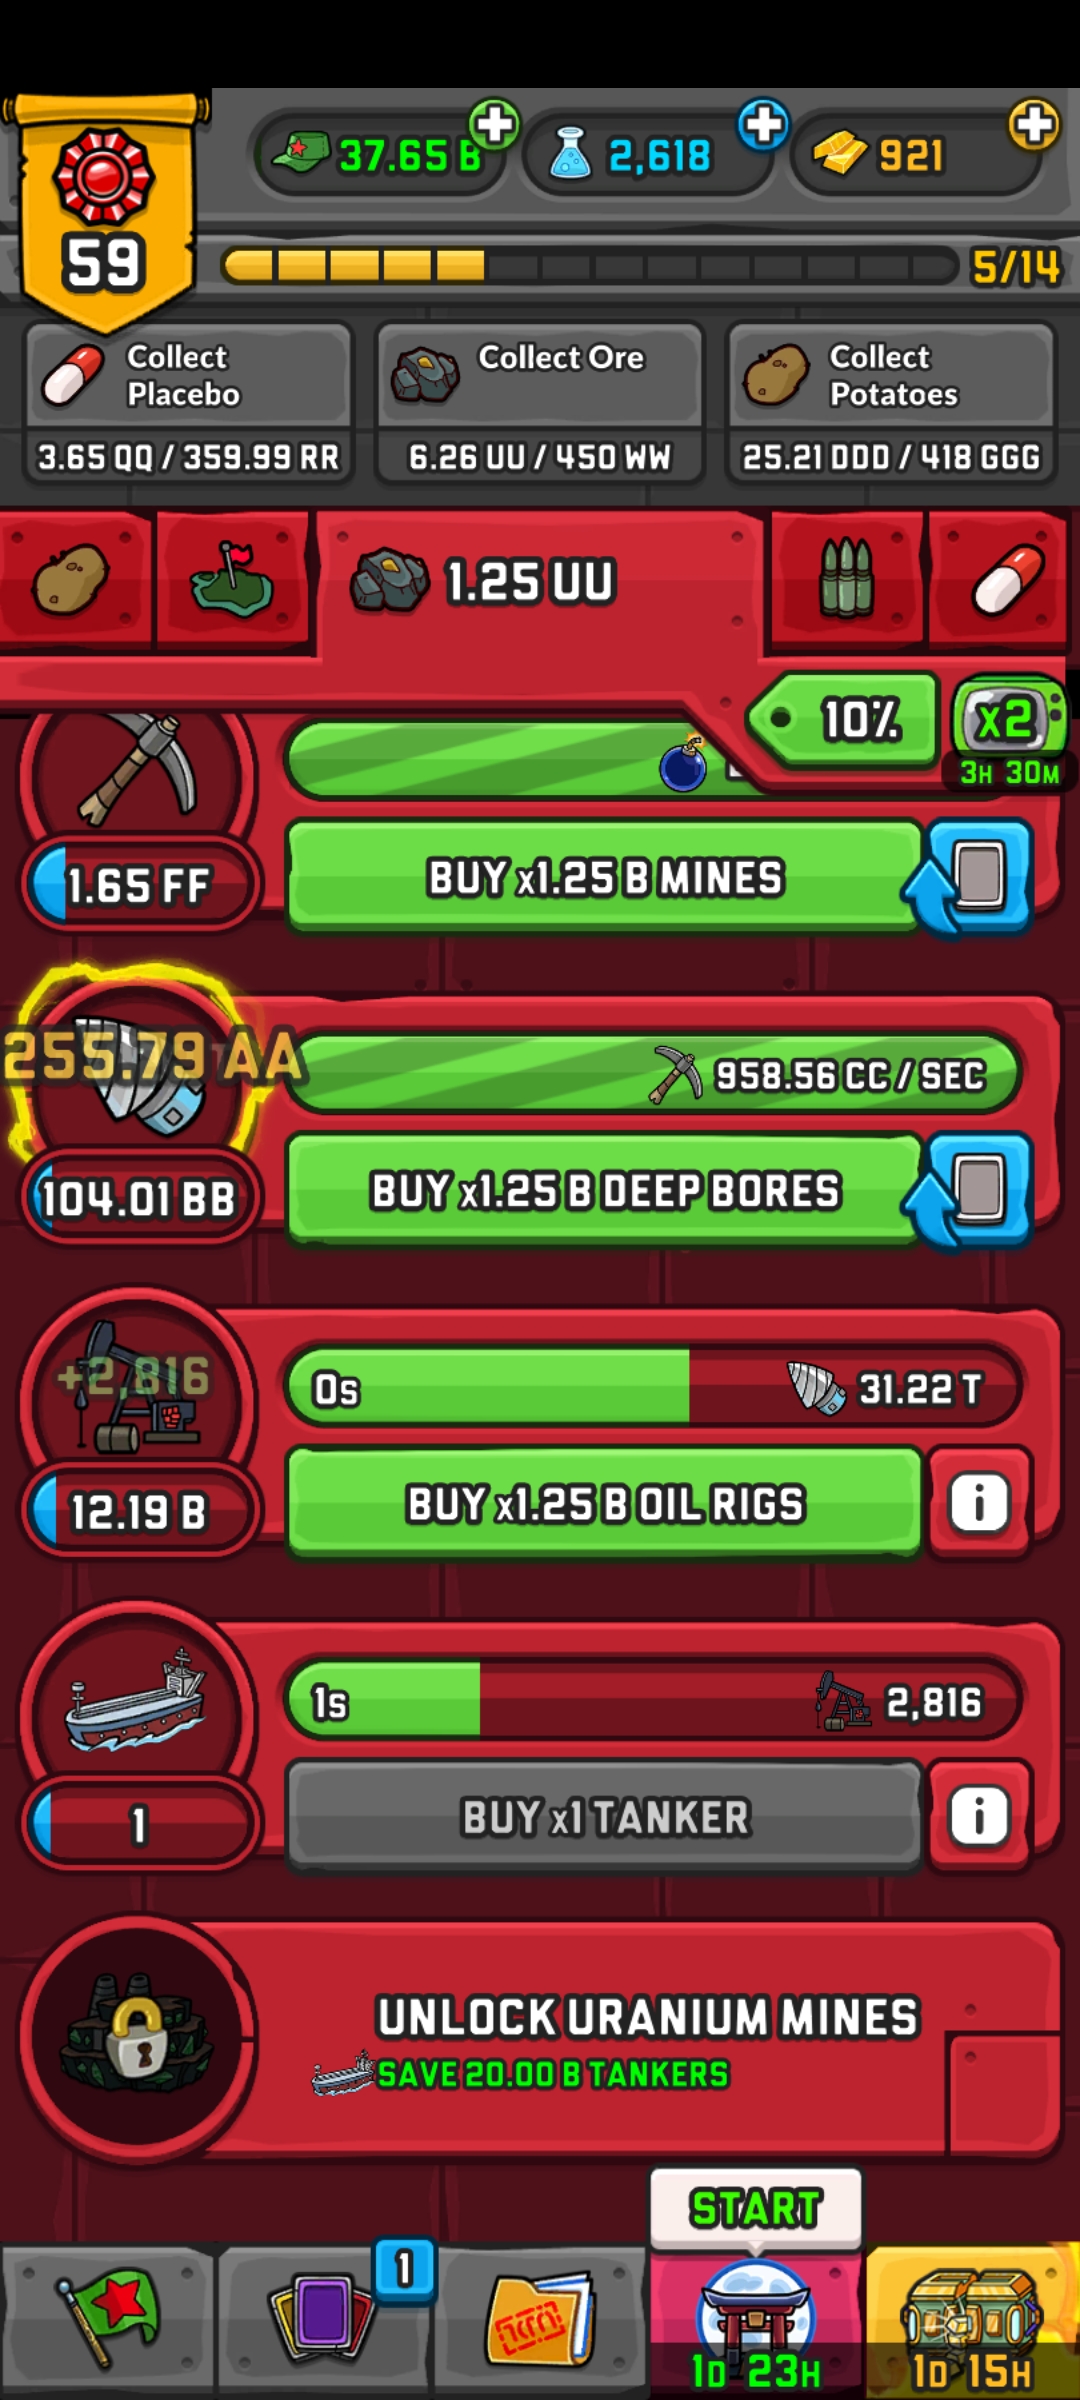 37.65 B
2,618
921
59
5/14
Collect Placebo
3.65 QQ / 359.99 RR
Collect Ore
6.26 UU / 450 WW
Collect Potatoes
25.21 DDD / 418 GGG
1.25 UU
10%
x2
3H 30M
1.65 FF
BUY x1.25 B MINES
255.79 AA
958.56 CC / SEC
104.01 BB
BUY x1.25 B DEEP BORES
+2,816
0s
31.22 T
12.19 B
BUY x1.25 B OIL RIGS
i
1s
2,816
1
BUY x1 TANKER
i
UNLOCK URANIUM MINES
SAVE 20.00 B TANKERS
START
1
1D 23H
1D 15H